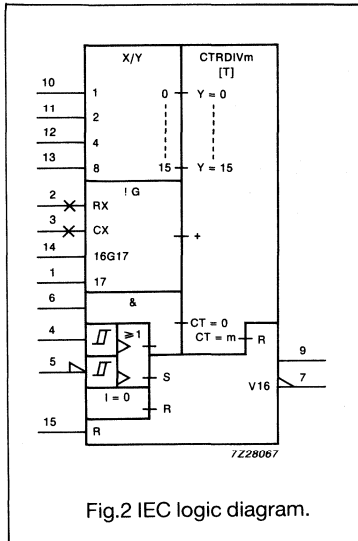 X/Y CTRDIVm
[T]
10 1 0 Y = 0
11 2
12 4
13 8 15 Y = 15
! G
2 RX
3 CX +
14 16G17
1 17
6 &
CT = 0
4 ≥1 CT = m R
9
5 S V16 7
I = 0
R
15 R
7Z28067
Fig.2 IEC logic diagram.